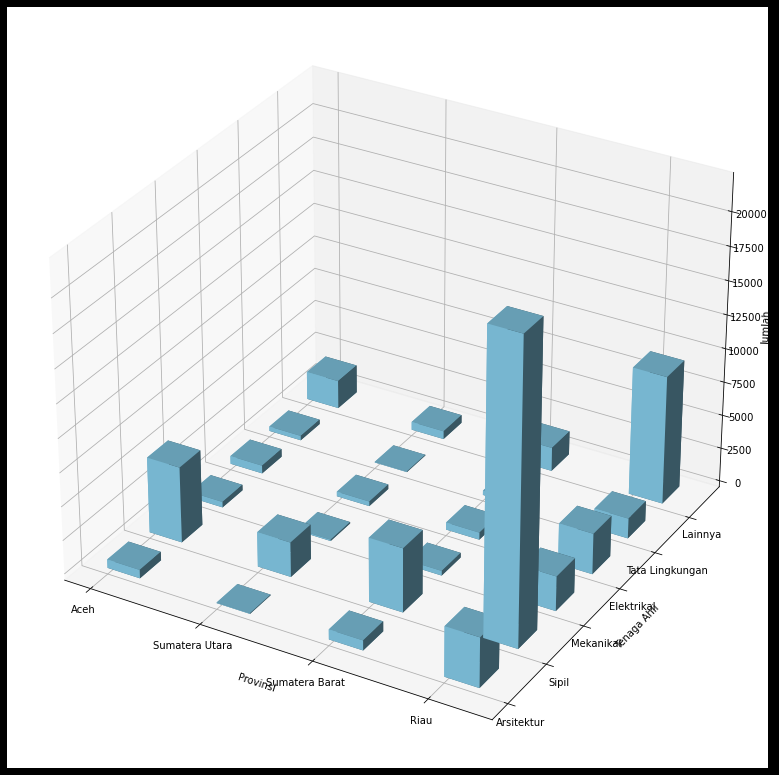 20000
17500
15000
12500
10000
7500
5000
2500
0
Jumlah
Lainnya
Tata Lingkungan
Elektrikal
Mekanikal
Sipil
Arsitektur
Tenaga Ahli
Aceh
Sumatera Utara
Sumatera Barat
Riau
Provinsi